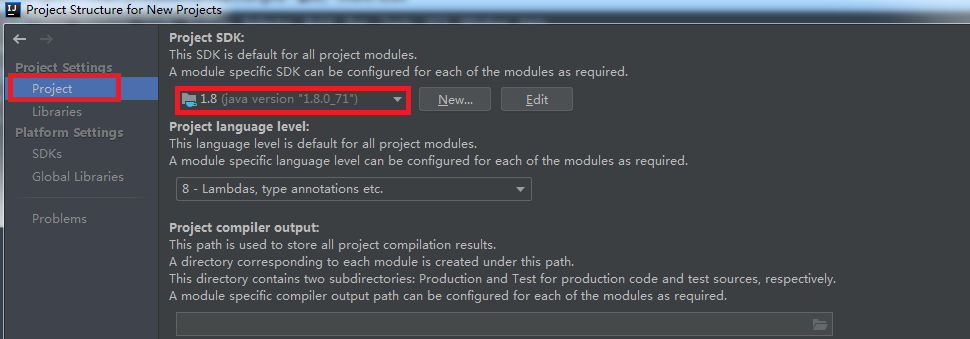 Project Structure for New Projects
Project Settings
Project
Libraries
Platform Settings
SDKs
Global Libraries
Problems
Project SDK:
This SDK is default for all project modules.
A module specific SDK can be configured for each of the modules as required.
1.8 (java version "1.8.0_71")
New...
Edit
Project language level:
This language level is default for all project modules.
A module specific language level can be configured for each of the modules as required.
8 - Lambdas, type annotations etc.
Project compiler output:
This path is used to store all project compilation results.
A directory corresponding to each module is created under this path.
This directory contains two subdirectories: Production and Test for production code and test sources, respectively.
A module specific compiler output path can be configured for each of the modules as required.